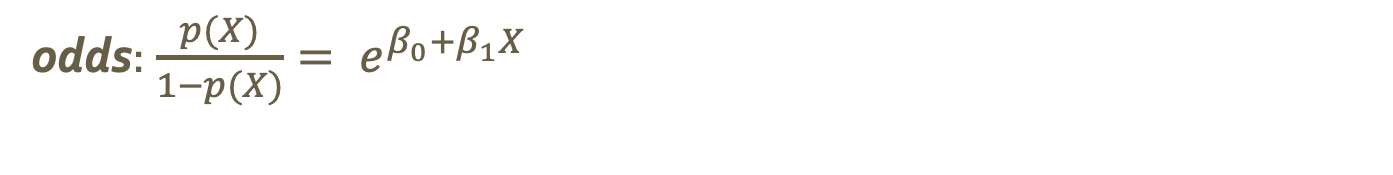 odds: p(X)/1−p(X) = e^β₀+β₁X